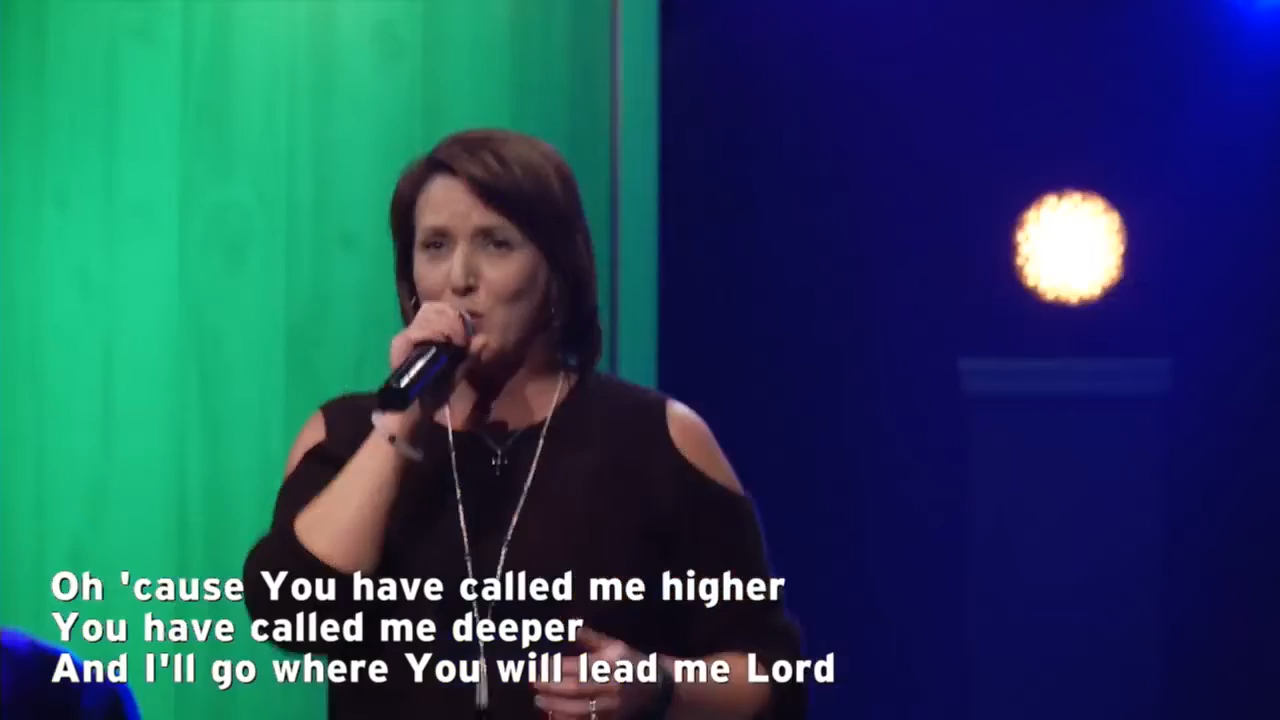 Oh 'cause You have called me higher
You have called me deeper
And I'll go where You will lead me Lord